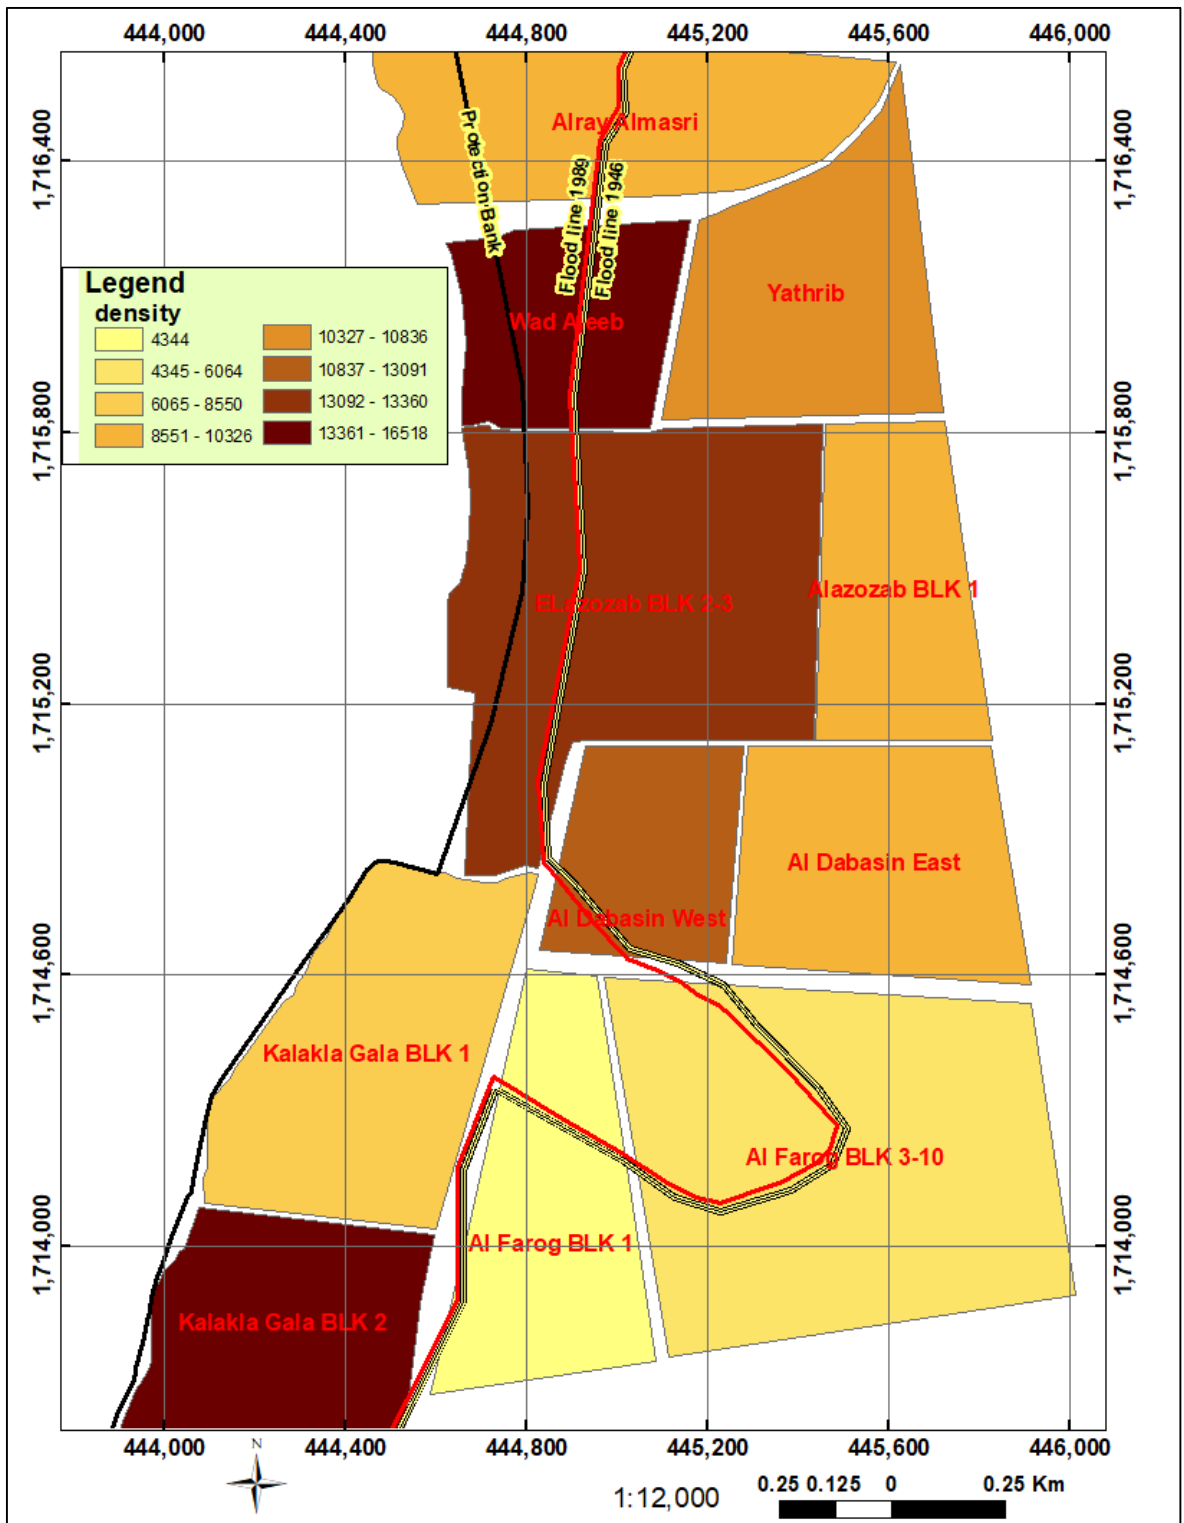 444,000 444,400 444,800 445,200 445,600 446,000
1,716,400
1,715,800
1,715,200
1,714,600
1,714,000
Alray Almasri
Protection Bank
Flood line 1989
Flood line 1946
Yathrib
Wad Ajeeb
Legend
density
4344
4345 - 6064
6065 - 8550
8551 - 10326
10327 - 10836
10837 - 13091
13092 - 13360
13361 - 16518
ELazozab BLK 2-3
Alazozab BLK 1
Al Dabasin East
Al Dabasin West
Kalakla Gala BLK 1
Al Farog BLK 3-10
Al Farog BLK 1
Kalakla Gala BLK 2
1,716,400
1,715,800
1,715,200
1,714,600
1,714,000
444,000 444,400 444,800 445,200 445,600 446,000
N
1:12,000
0.25 0.125 0 0.25 Km